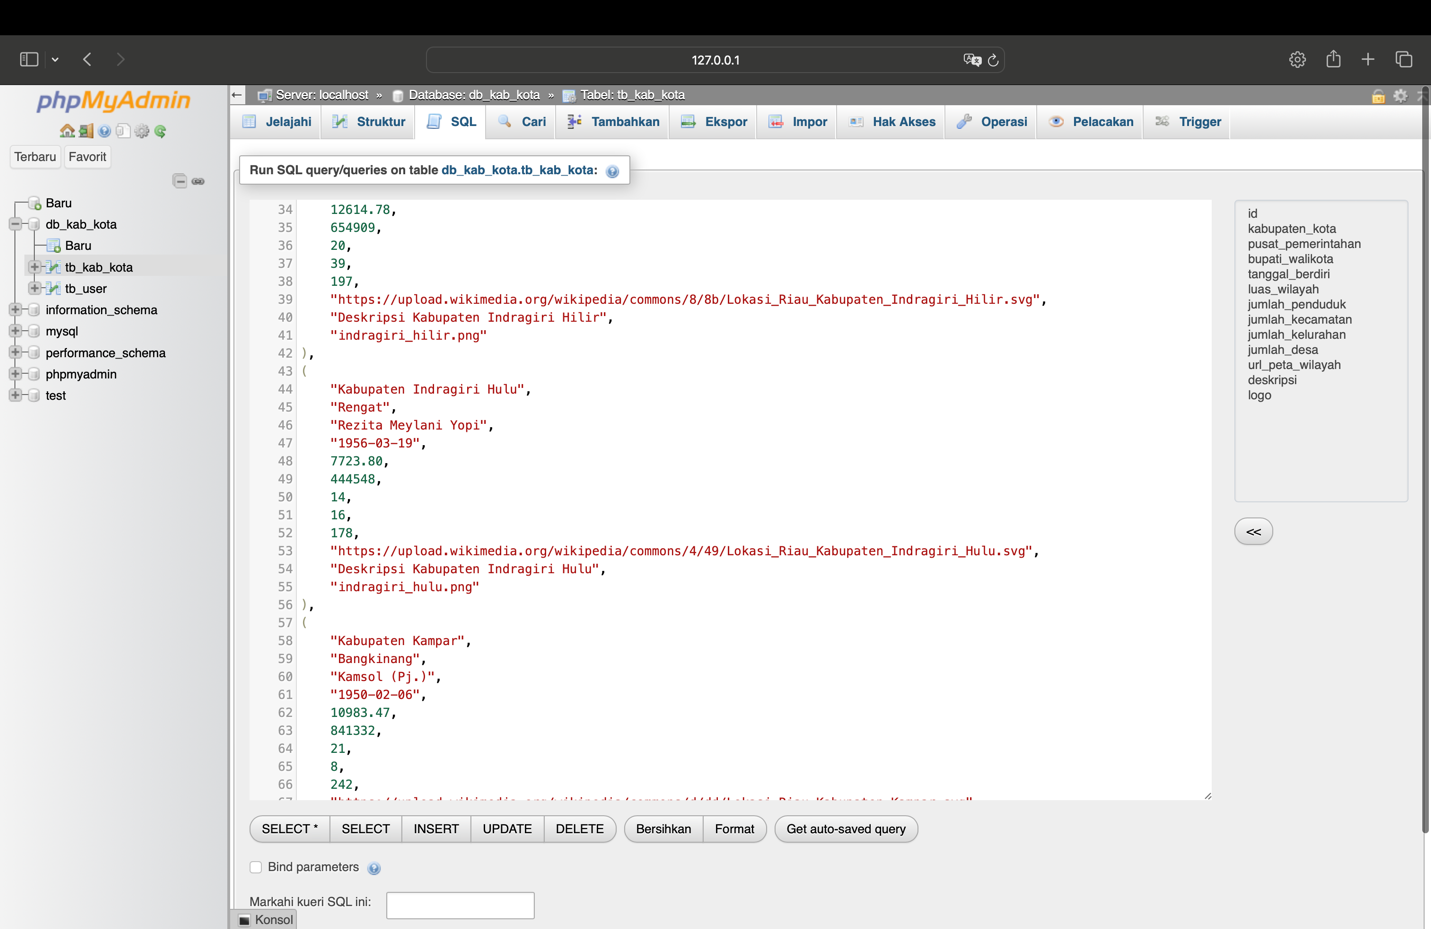 127.0.0.1
phpMyAdmin
Terbaru Favorit
Baru
db_kab_kota
Baru
tb_kab_kota
tb_user
information_schema
mysql
performance_schema
phpmyadmin
test
Server: localhost » Database: db_kab_kota » Tabel: tb_kab_kota
Jelajahi Struktur SQL Cari Tambahkan Ekspor Impor Hak Akses Operasi Pelacakan Trigger
Run SQL query/queries on table db_kab_kota.tb_kab_kota:
34 12614.78,
35 654909,
36 20,
37 39,
38 197,
39 "https://upload.wikimedia.org/wikipedia/commons/8/8b/Lokasi_Riau_Kabupaten_Indragiri_Hilir.svg",
40 "Deskripsi Kabupaten Indragiri Hilir",
41 "indragiri_hilir.png"
42 ),
43 (
44 "Kabupaten Indragiri Hulu",
45 "Rengat",
46 "Rezita Meylani Yopi",
47 "1956-03-19",
48 7723.80,
49 444548,
50 14,
51 16,
52 178,
53 "https://upload.wikimedia.org/wikipedia/commons/4/49/Lokasi_Riau_Kabupaten_Indragiri_Hulu.svg",
54 "Deskripsi Kabupaten Indragiri Hulu",
55 "indragiri_hulu.png"
56 ),
57 (
58 "Kabupaten Kampar",
59 "Bangkinang",
60 "Kamsol (Pj.)",
61 "1950-02-06",
62 10983.47,
63 841332,
64 21,
65 8,
66 242,
id
kabupaten_kota
pusat_pemerintahan
bupati_walikota
tanggal_berdiri
luas_wilayah
jumlah_penduduk
jumlah_kecamatan
jumlah_kelurahan
jumlah_desa
url_peta_wilayah
deskripsi
logo
<<
SELECT * SELECT INSERT UPDATE DELETE Bersihkan Format Get auto-saved query
Bind parameters
Markahi kueri SQL ini:
Konsol